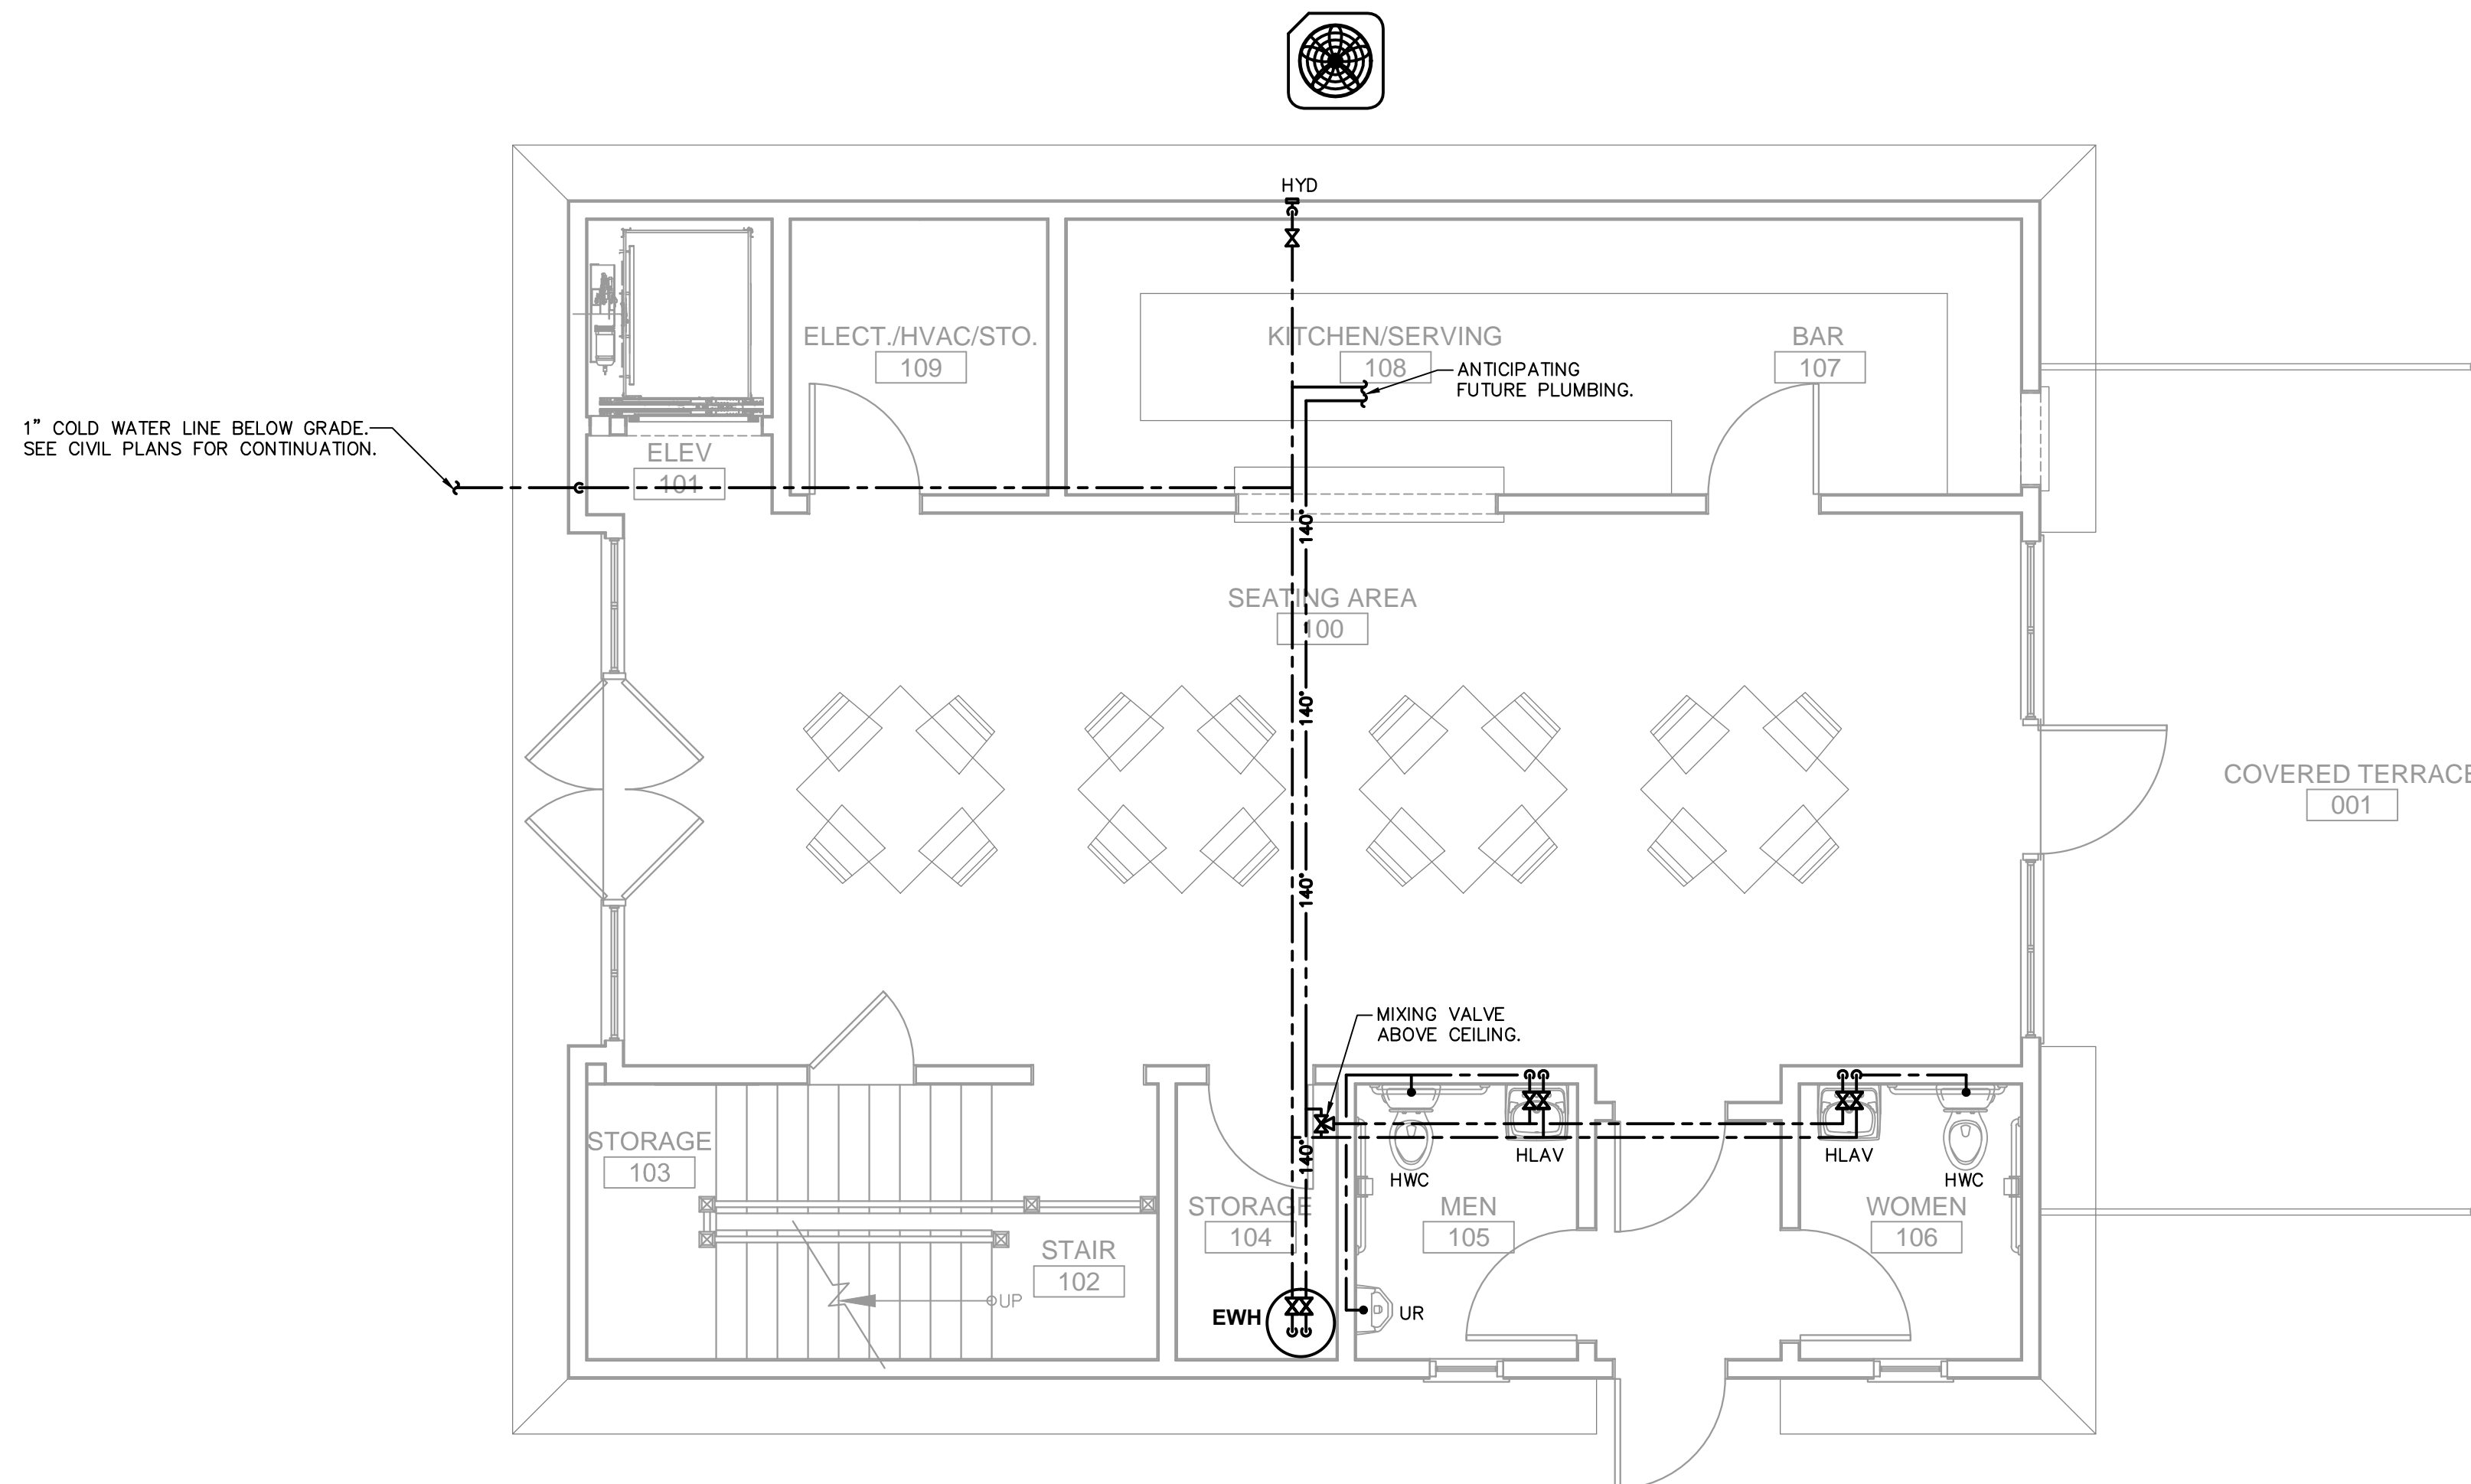 HYD
ELECT./HVAC/STO.
109
KITCHEN/SERVING
108
BAR
107
ANTICIPATING
FUTURE PLUMBING.
1" COLD WATER LINE BELOW GRADE.
SEE CIVIL PLANS FOR CONTINUATION.
ELEV
101
140°
SEATING AREA
100
140°
COVERED TERRACE
001
140°
MIXING VALVE
ABOVE CEILING.
STORAGE
103
140°
HLAV
HLAV
HWC
HWC
STORAGE
104
MEN
105
WOMEN
106
STAIR
102
UP
EWH
UR